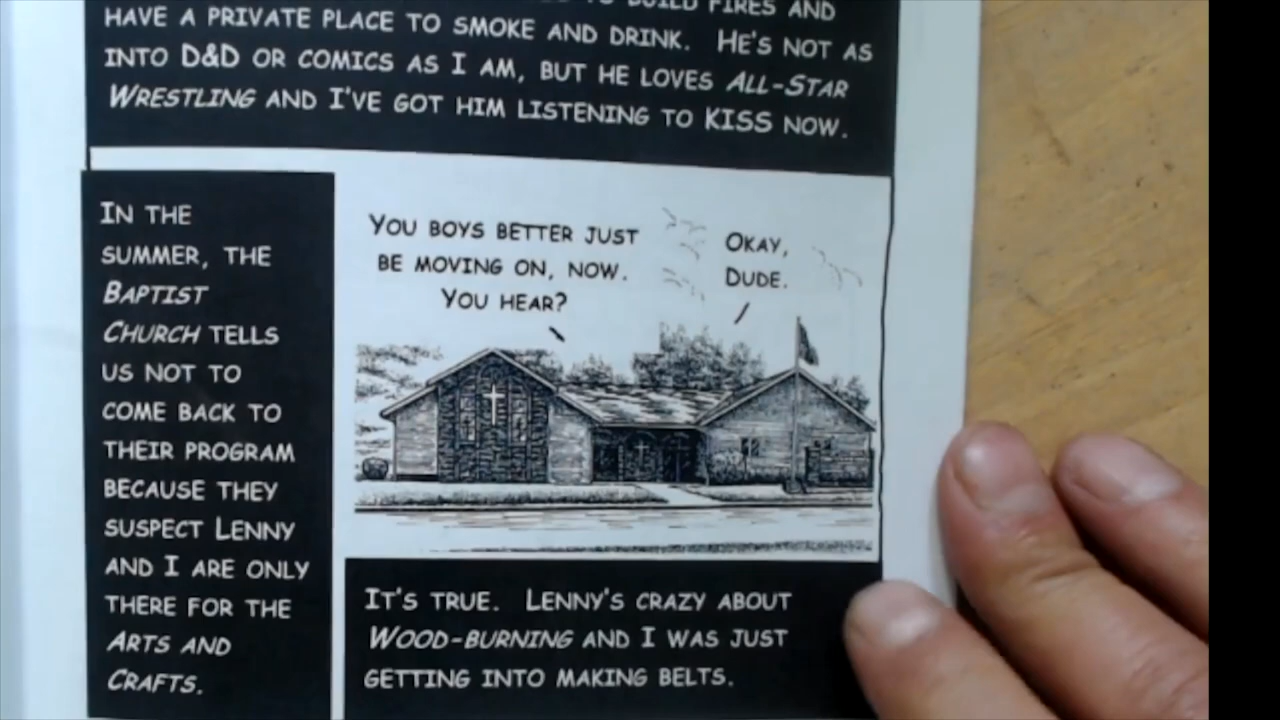 TO BUILD FIRES AND
HAVE A PRIVATE PLACE TO SMOKE AND DRINK. HE'S NOT AS
INTO D&D OR COMICS AS I AM, BUT HE LOVES ALL-STAR
WRESTLING AND I'VE GOT HIM LISTENING TO KISS NOW.
IN THE
SUMMER, THE
BAPTIST
CHURCH TELLS
US NOT TO
COME BACK TO
THEIR PROGRAM
BECAUSE THEY
SUSPECT LENNY
AND I ARE ONLY
THERE FOR THE
ARTS AND
CRAFTS.
YOU BOYS BETTER JUST
BE MOVING ON, NOW.
YOU HEAR?
OKAY,
DUDE.
IT'S TRUE. LENNY'S CRAZY ABOUT
WOOD-BURNING AND I WAS JUST
GETTING INTO MAKING BELTS.